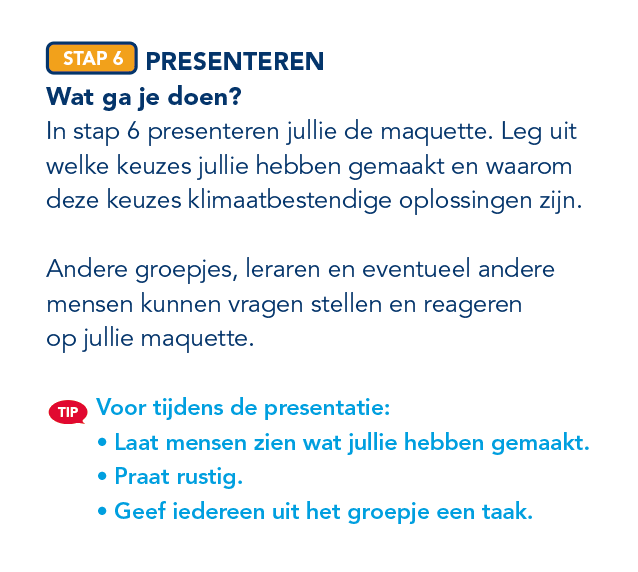 STAP 6 PRESENTEREN
Wat ga je doen?
In stap 6 presenteren jullie de maquette. Leg uit
welke keuzes jullie hebben gemaakt en waarom
deze keuzes klimaatbestendige oplossingen zijn.
Andere groepjes, leraren en eventueel andere
mensen kunnen vragen stellen en reageren
op jullie maquette.
TIP Voor tijdens de presentatie:
• Laat mensen zien wat jullie hebben gemaakt.
• Praat rustig.
• Geef iedereen uit het groepje een taak.